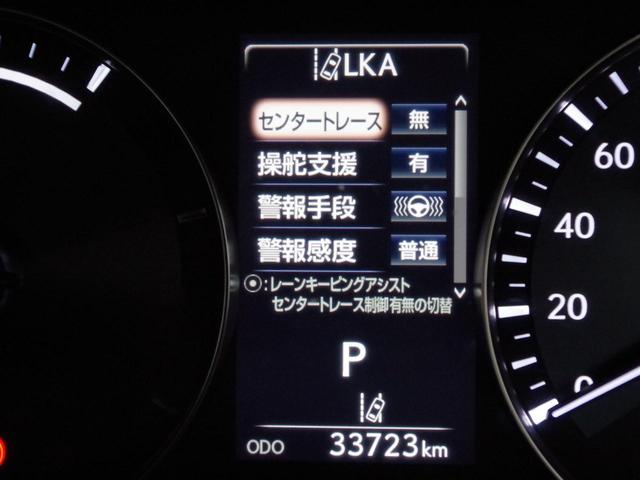 LKA
センタートレース 無
操舵支援 有
警報手段
警報感度 普通
:レーンキーピングアシスト
センタートレース制御有無の切替
P
ODO 33723km
60
40
20
0